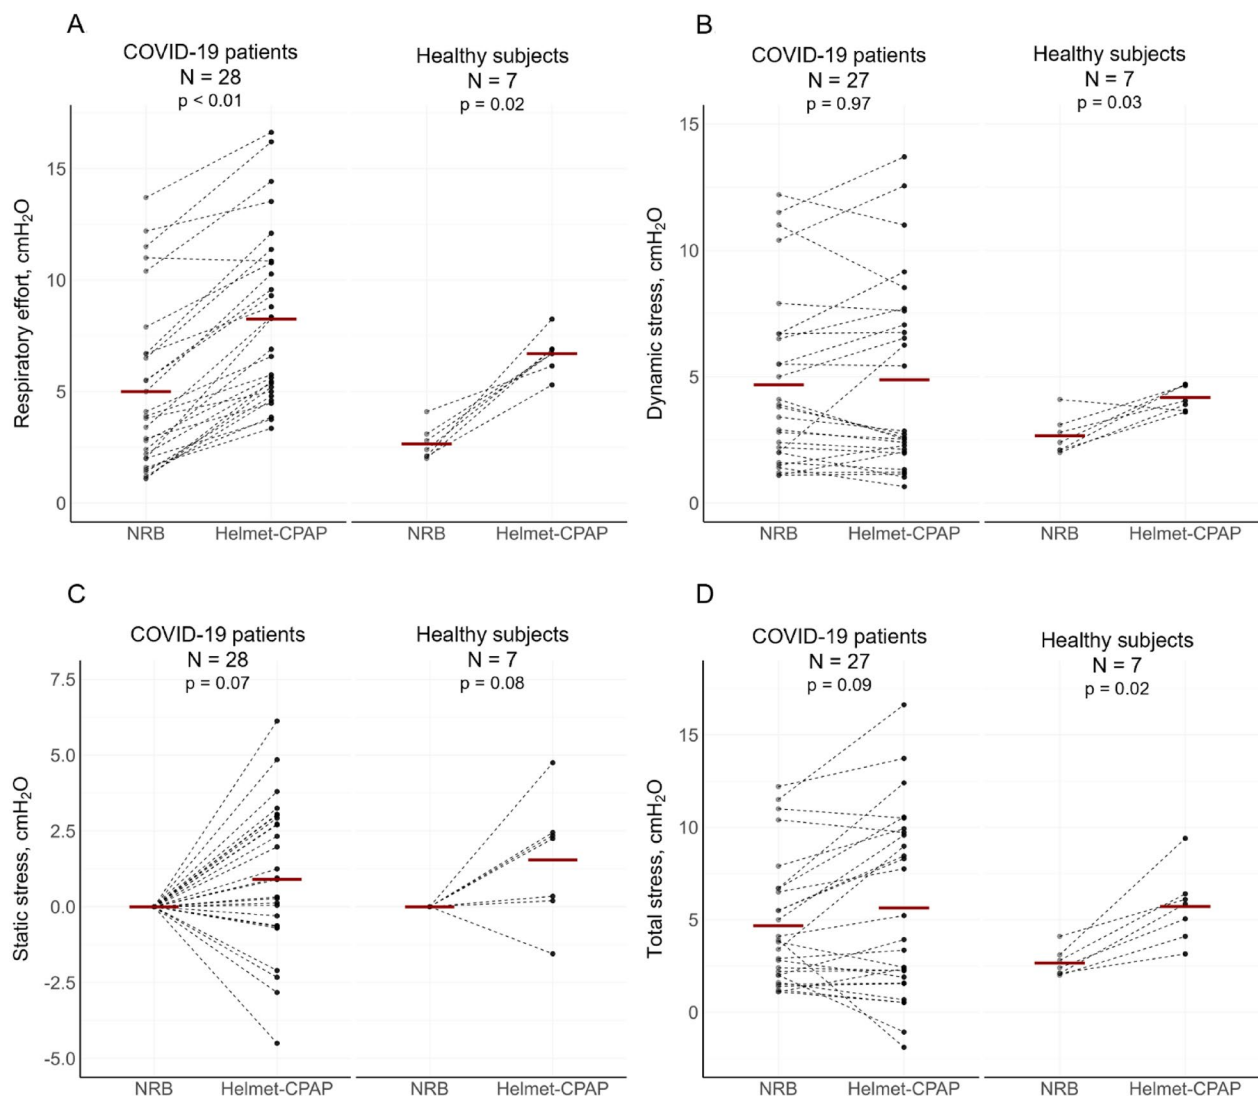 A
COVID-19 patients
N = 28
p < 0.01
Healthy subjects
N = 7
p = 0.02
Respiratory effort, cmH₂O
15
10
5
0
NRB
Helmet-CPAP
NRB
Helmet-CPAP
B
COVID-19 patients
N = 27
p = 0.97
Healthy subjects
N = 7
p = 0.03
Dynamic stress, cmH₂O
15
10
5
0
NRB
Helmet-CPAP
NRB
Helmet-CPAP
C
COVID-19 patients
N = 28
p = 0.07
Healthy subjects
N = 7
p = 0.08
Static stress, cmH₂O
7.5
5.0
2.5
0.0
-2.5
-5.0
NRB
Helmet-CPAP
NRB
Helmet-CPAP
D
COVID-19 patients
N = 27
p = 0.09
Healthy subjects
N = 7
p = 0.02
Total stress, cmH₂O
15
10
5
0
NRB
Helmet-CPAP
NRB
Helmet-CPAP